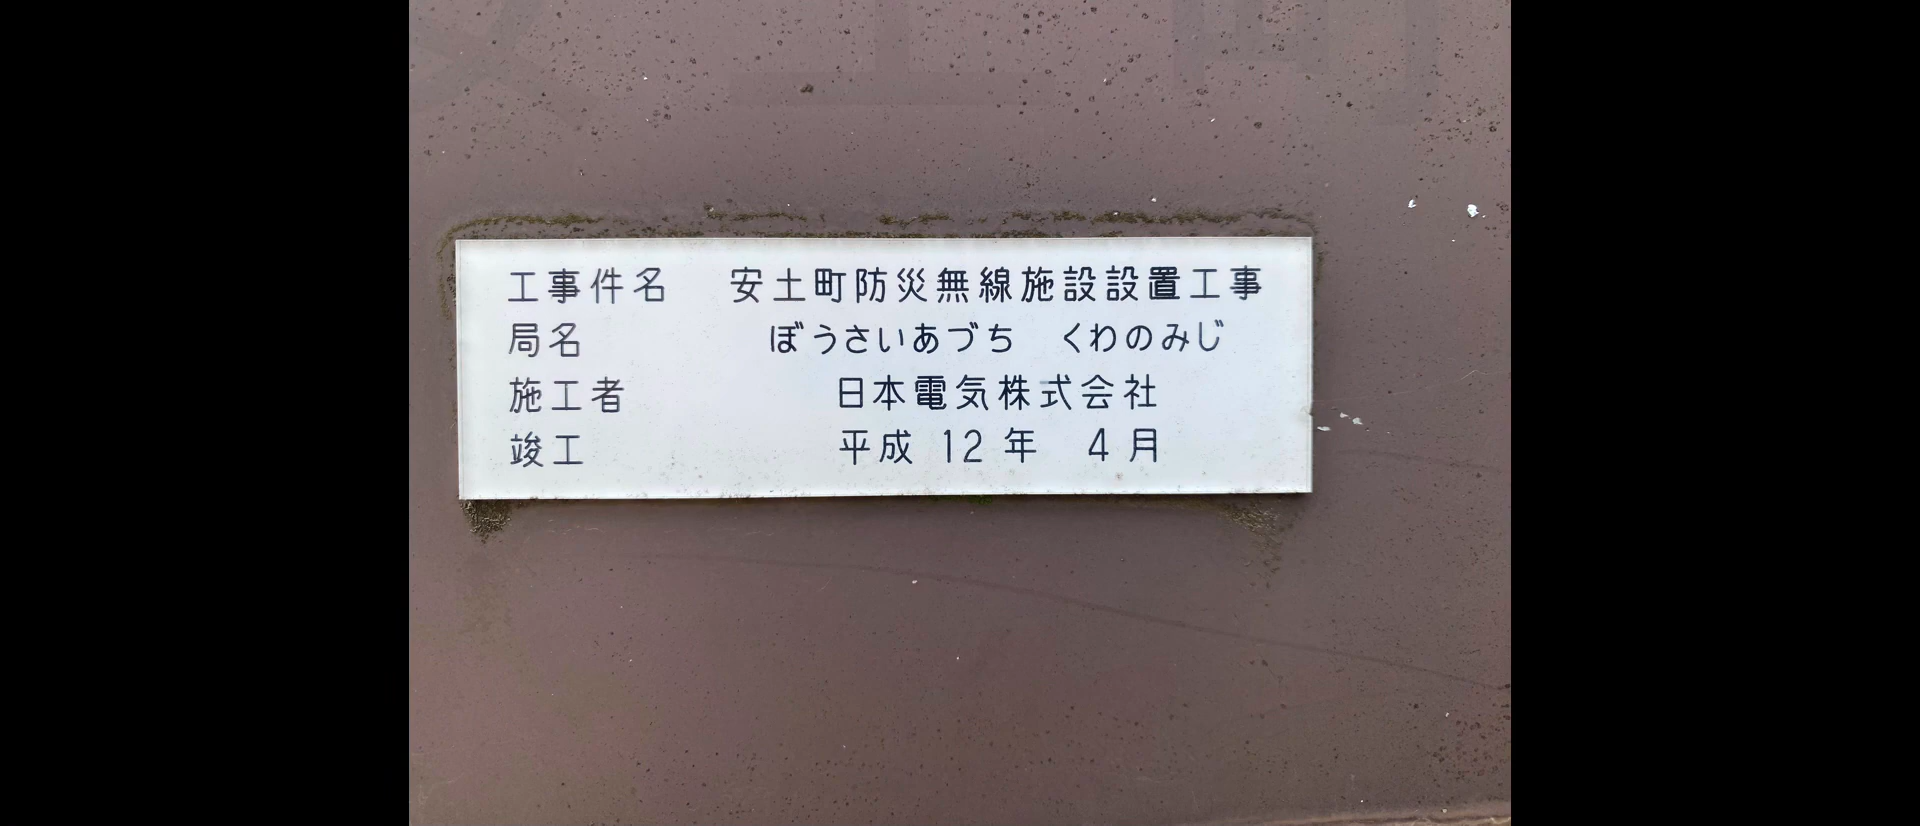 工事件名 安土町防災無線施設設置工事
局名 ぼうさいあづち くわのみじ
施工者 日本電気株式会社
竣工 平成 12 年 4 月